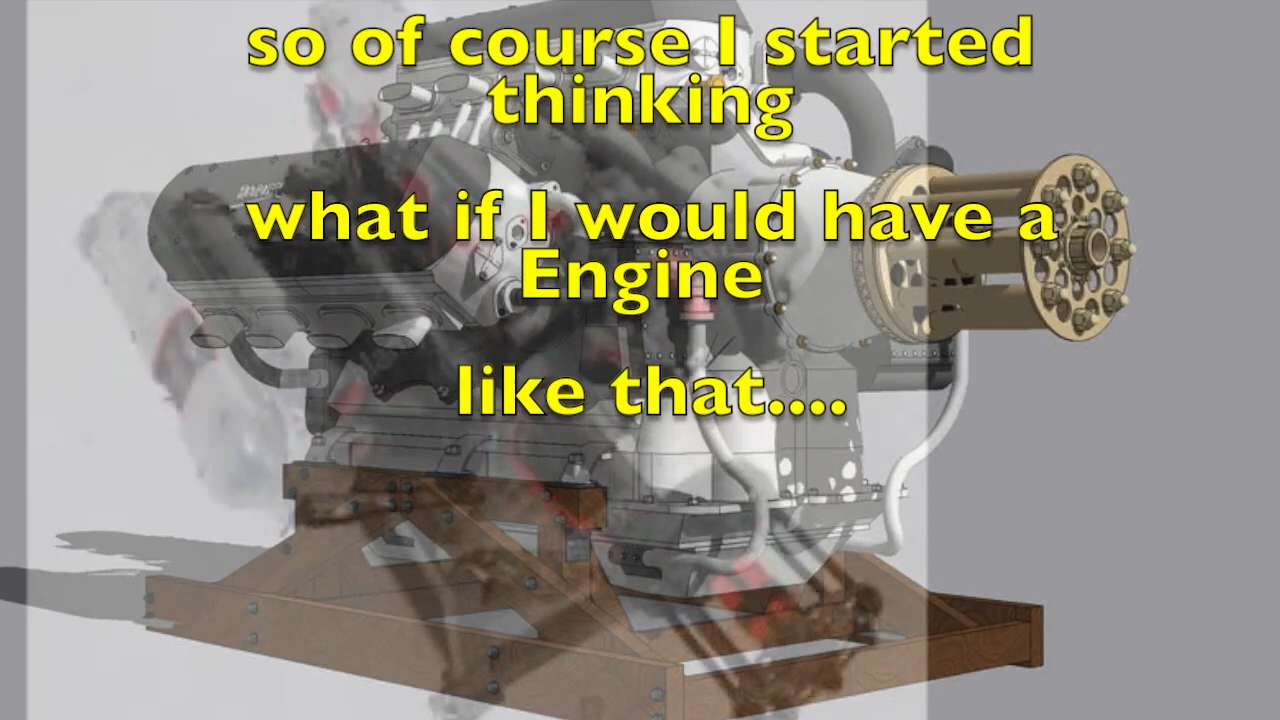 so of course I started
thinking
what if I would have a
Engine
like that....